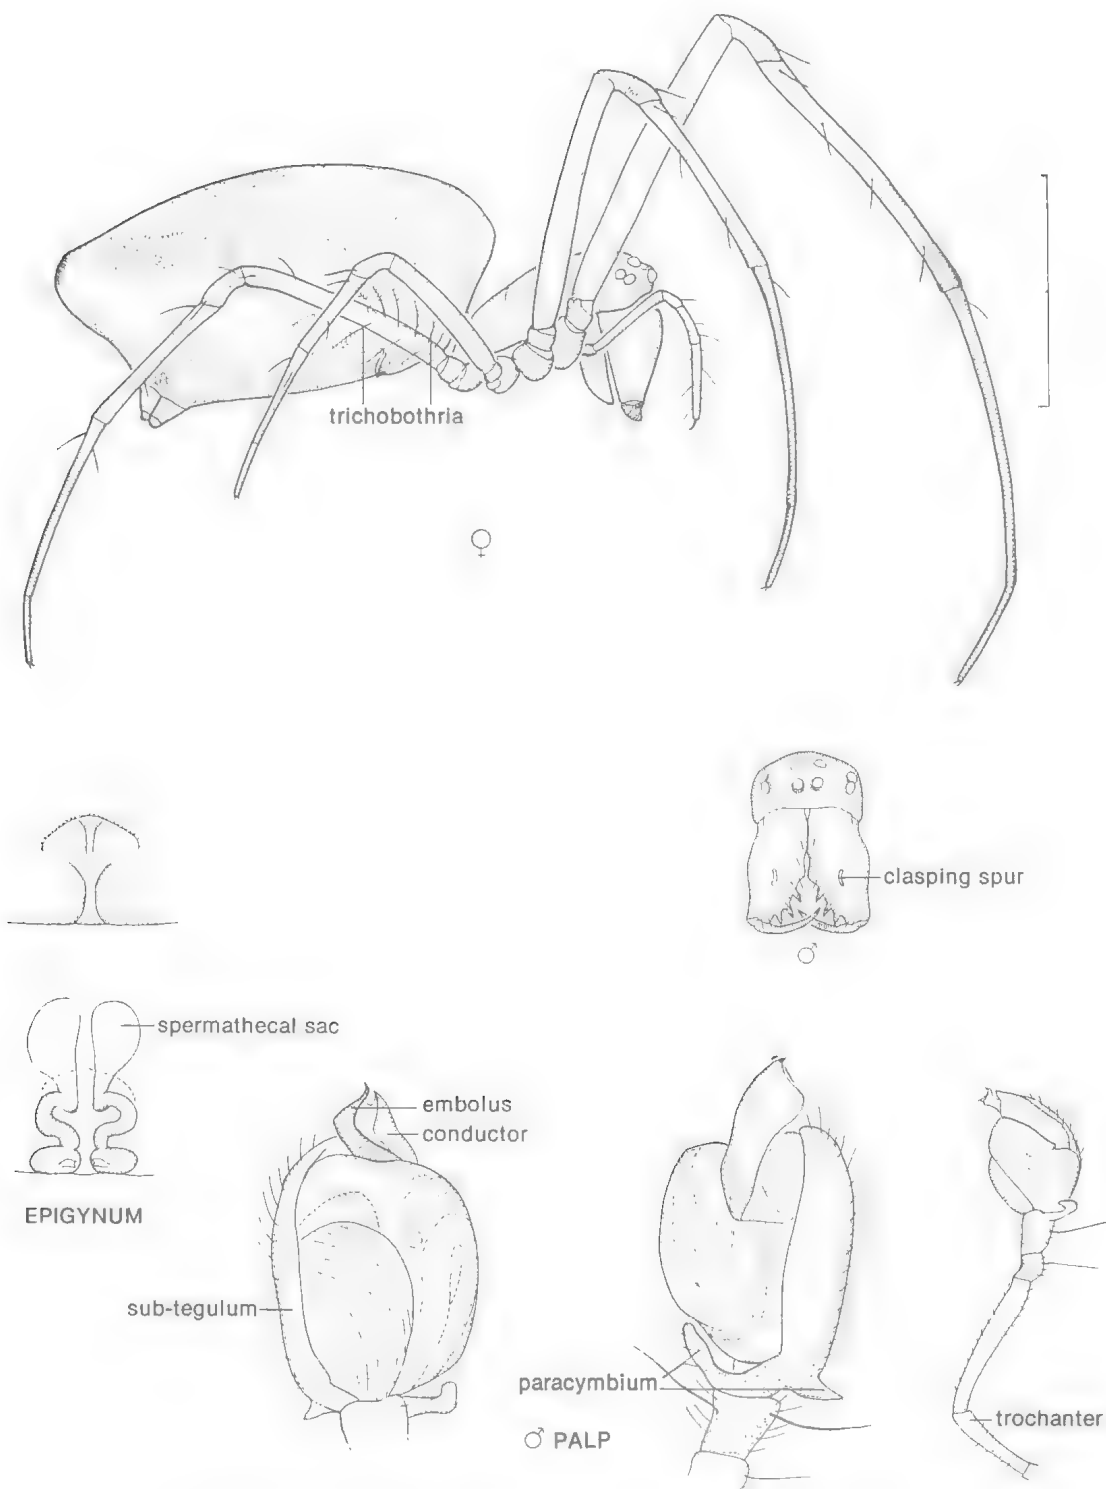 trichobothria
♀
clasping spur
♂
spermathecal sac
embolus
conductor
EPIGYNUM
sub-tegulum
paracymbium
trochanter
♂ PALP